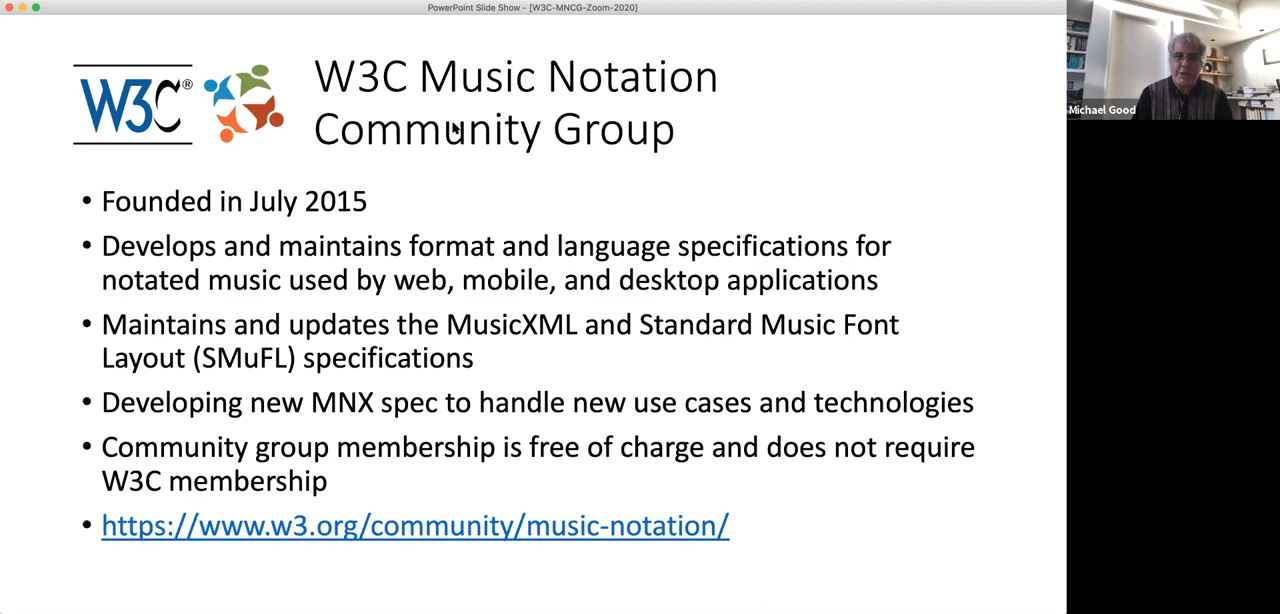 PowerPoint Slide Show - [W3C-MNCG-Zoom-2020]
W3C®
W3C Music Notation
Community Group
Michael Good
• Founded in July 2015
• Develops and maintains format and language specifications for
notated music used by web, mobile, and desktop applications
• Maintains and updates the MusicXML and Standard Music Font
Layout (SMuFL) specifications
• Developing new MNX spec to handle new use cases and technologies
• Community group membership is free of charge and does not require
W3C membership
• https://www.w3.org/community/music-notation/